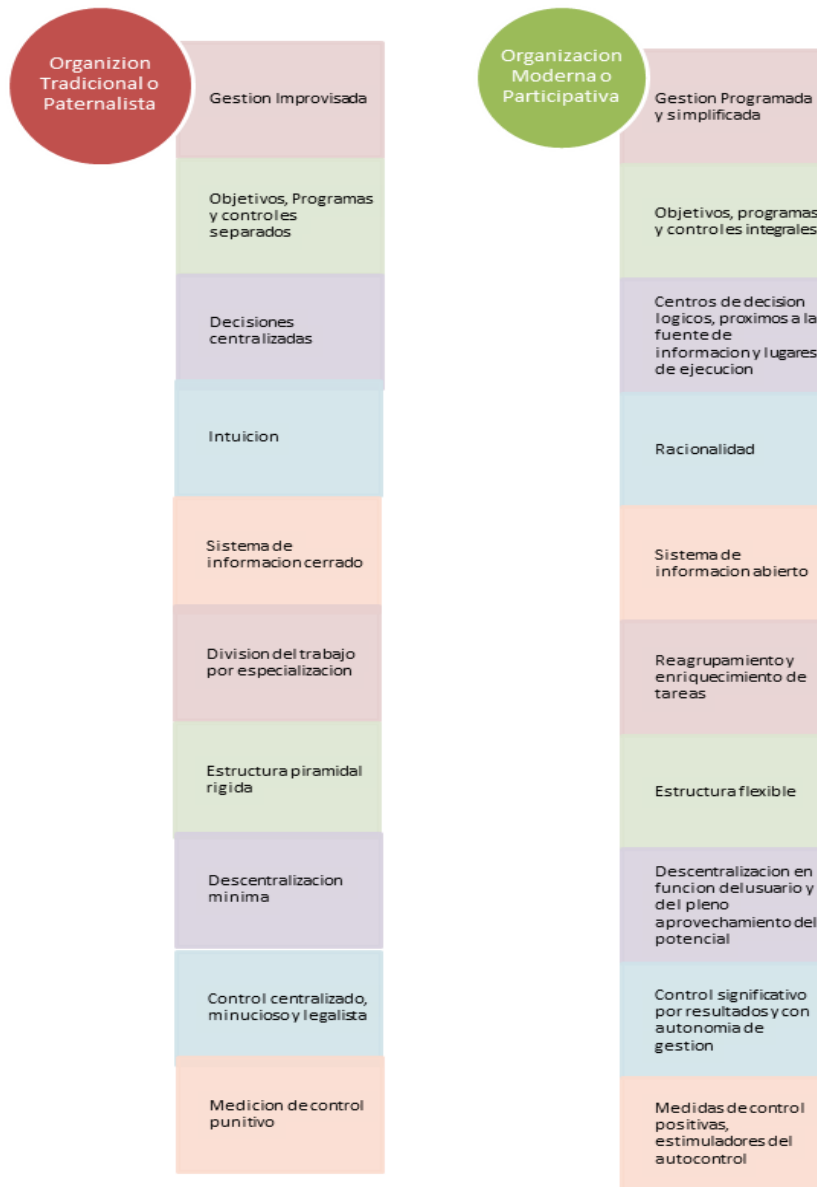 Organizion
Tradicional o
Paternalista
Gestion Improvisada
Objetivos, Programas
y controles
separados
Decisiones
centralizadas
Intuicion
Sistema de
informacion cerrado
Division del trabajo
por especializacion
Estructura piramidal
rigida
Descentralizacion
minima
Control centralizado,
minucioso y legalista
Medicion de control
punitivo
Organizacion
Moderna o
Participativa
Gestion Programada
y simplificada
Objetivos, programas
y controles integrales
Centros de decision
logicos, proximos a la
fuente de
informacion y lugares
de ejecucion
Racionalidad
Sistema de
informacion abierto
Reagrupamiento y
enriquecimiento de
tareas
Estructura flexible
Descentralizacion en
funcion del usuario y
del pleno
aprovechamiento del
potencial
Control significativo
por resultados y con
autonomia de
gestion
Medidas de control
positivas,
estimuladores del
autocontrol